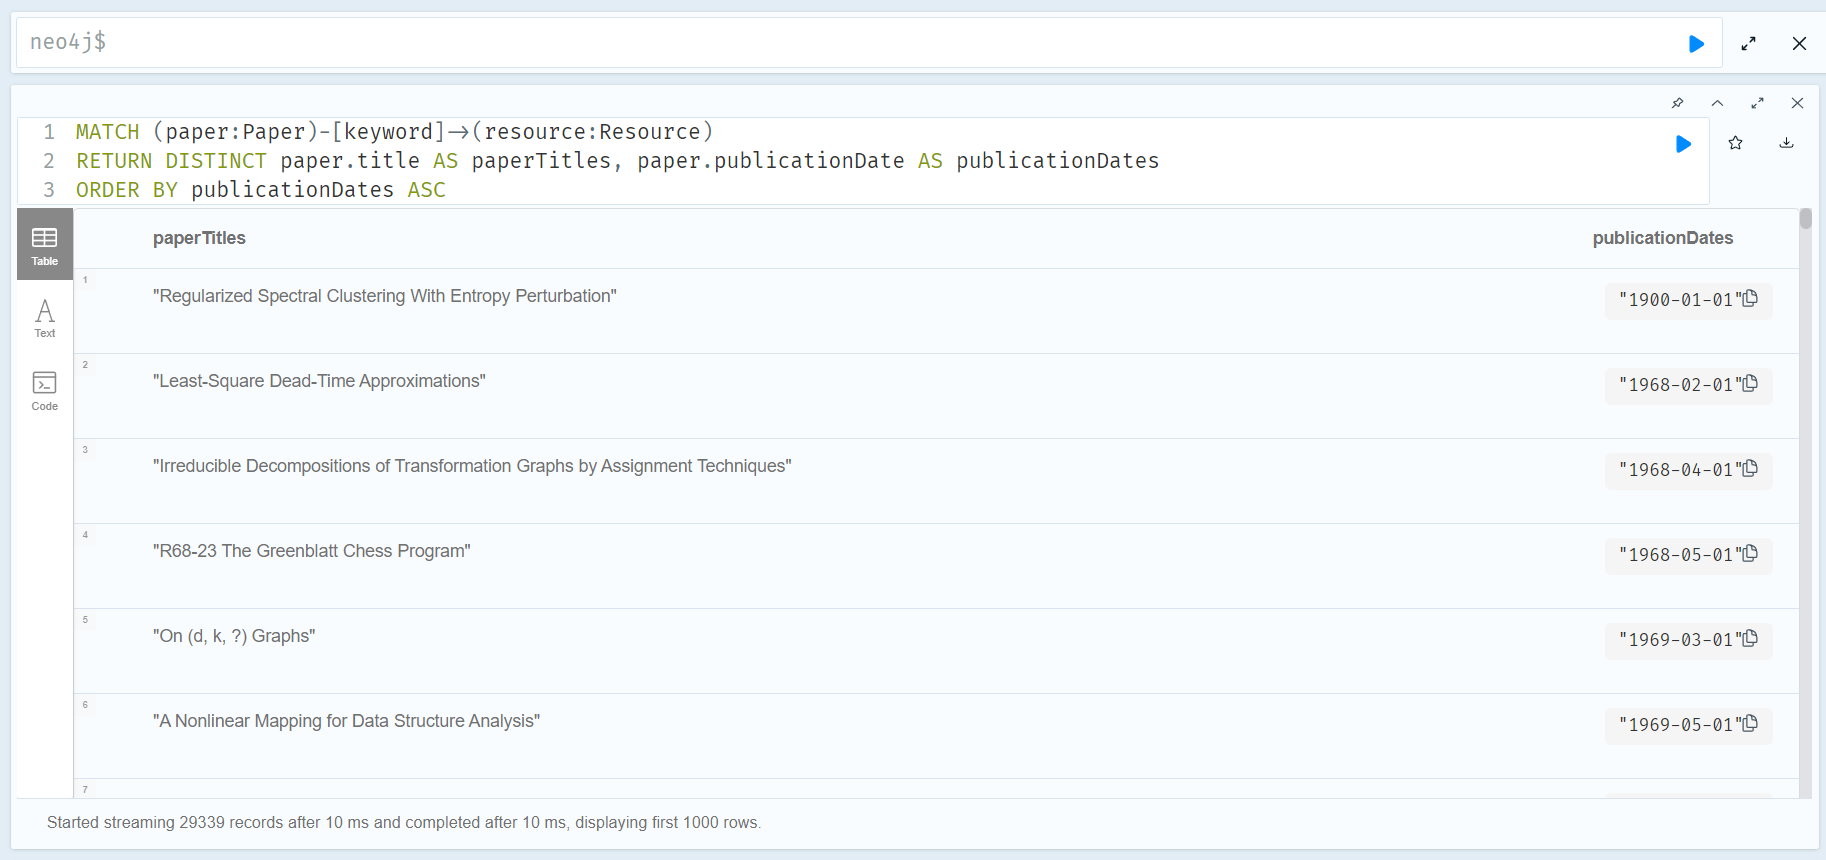 neo4j$
1 MATCH (paper:Paper)-[keyword]->(resource:Resource)
2 RETURN DISTINCT paper.title AS paperTitles, paper.publicationDate AS publicationDates
3 ORDER BY publicationDates ASC
Table
Text
Code
paperTitles publicationDates
1 "Regularized Spectral Clustering With Entropy Perturbation" "1900-01-01"
2 "Least-Square Dead-Time Approximations" "1968-02-01"
3 "Irreducible Decompositions of Transformation Graphs by Assignment Techniques" "1968-04-01"
4 "R68-23 The Greenblatt Chess Program" "1968-05-01"
5 "On (d, k, ?) Graphs" "1969-03-01"
6 "A Nonlinear Mapping for Data Structure Analysis" "1969-05-01"
7
Started streaming 29339 records after 10 ms and completed after 10 ms, displaying first 1000 rows.